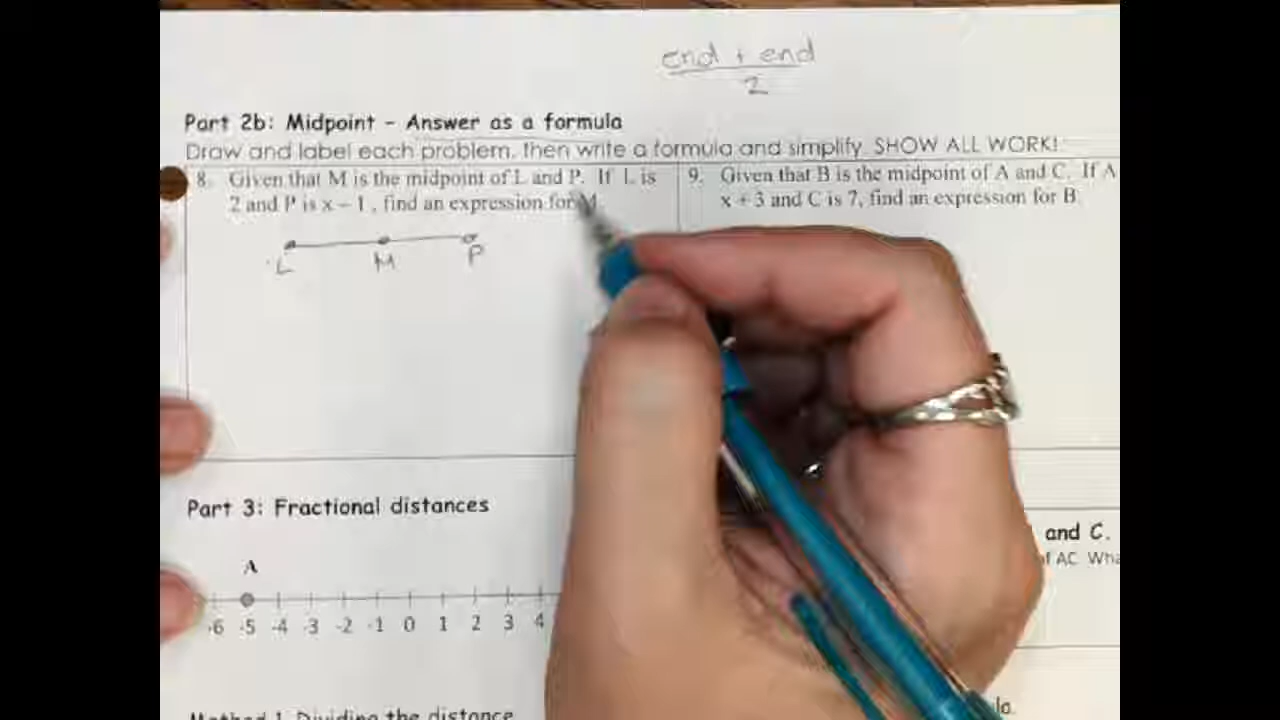 end + end
2
Part 2b: Midpoint - Answer as a formula
Draw and label each problem, then write a formula and simplify. SHOW ALL WORK!
8. Given that M is the midpoint of L and P. If L is
2 and P is x - 1, find an expression for M.
9. Given that B is the midpoint of A and C. If A
x + 3 and C is 7, find an expression for B.
L M P
Part 3: Fractional distances
and C.
of AC. Wha
A
-6 -5 -4 -3 -2 -1 0 1 2 3 4
Method 1 Dividing the distance
la.